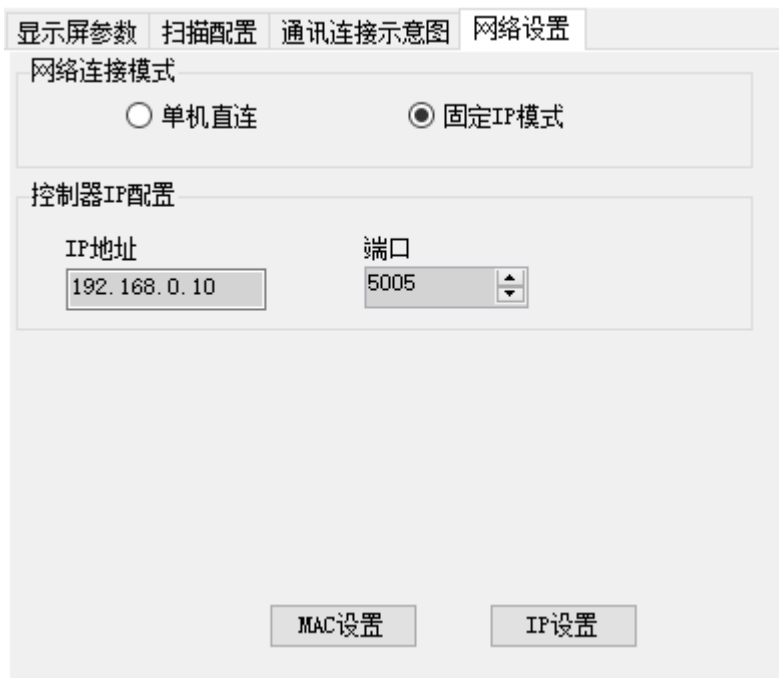 显示屏参数 扫描配置 通讯连接示意图 网络设置
网络连接模式
单机直连 固定IP模式
控制器IP配置
IP地址 端口
192.168.0.10 5005
MAC设置 IP设置